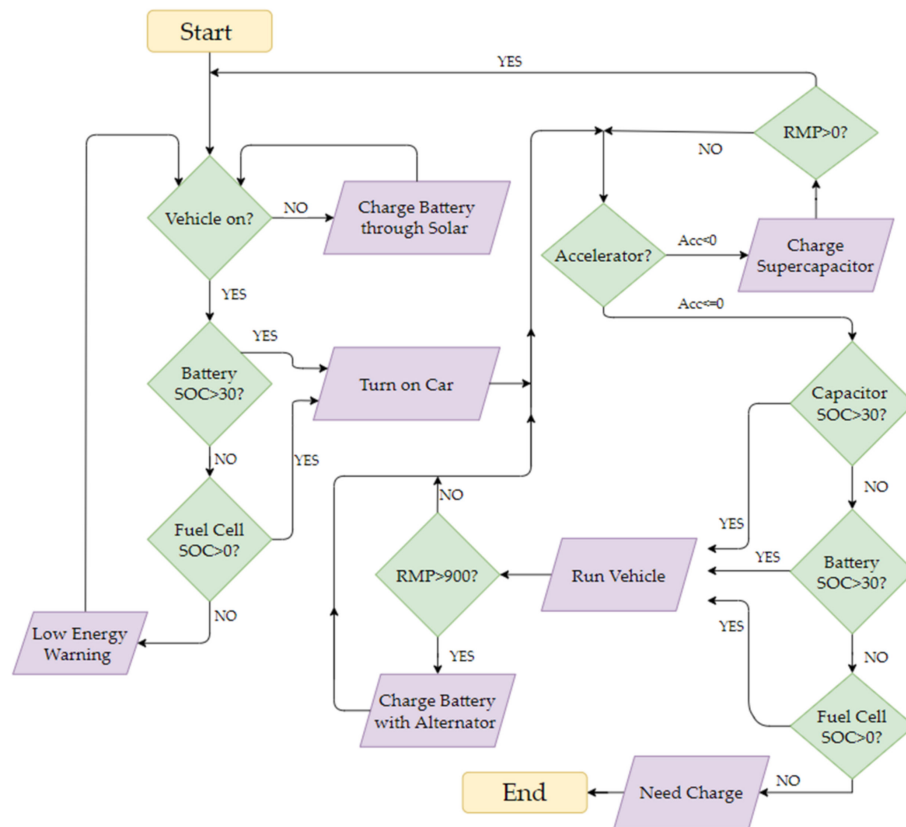 Start
YES
RMP>0?
NO
Vehicle on?
NO
Charge Battery
through Solar
Accelerator?
Acc<0
Charge
Supercapacitor
YES
Acc<=0
YES
Battery
SOC>30?
Turn on Car
Capacitor
SOC>30?
NO
YES
NO
NO
Fuel Cell
SOC>0?
YES
RMP>900?
Run Vehicle
YES
Battery
SOC>30?
NO
YES
Low Energy
Warning
YES
NO
Charge Battery
with Alternator
Fuel Cell
SOC>0?
End
Need Charge
NO